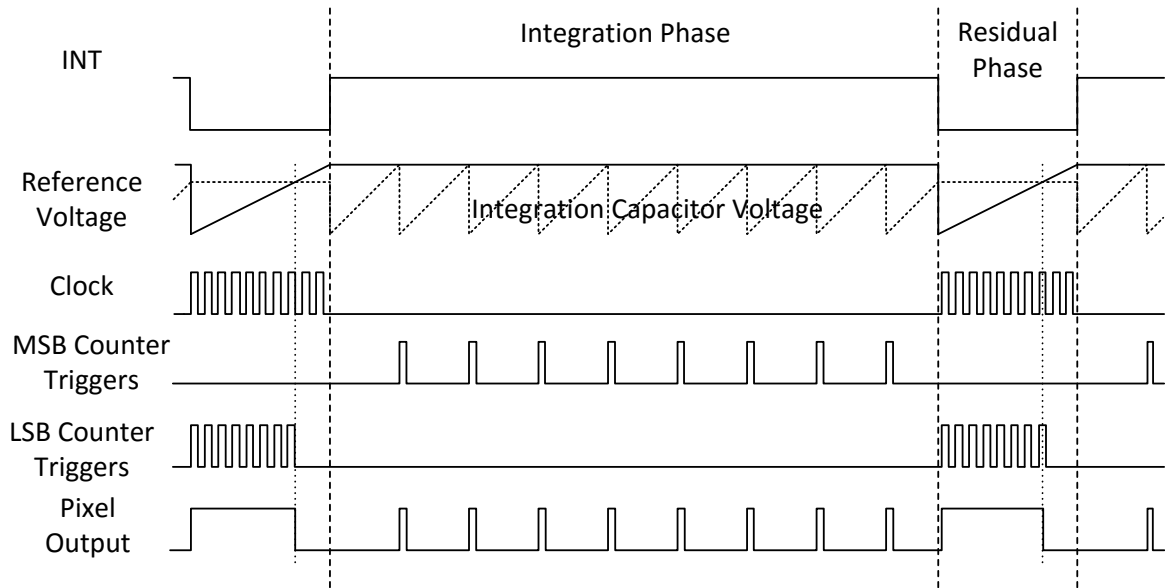 Integration Phase
Residual
Phase
INT
Reference
Voltage
Integration Capacitor Voltage
Clock
MSB Counter
Triggers
LSB Counter
Triggers
Pixel
Output